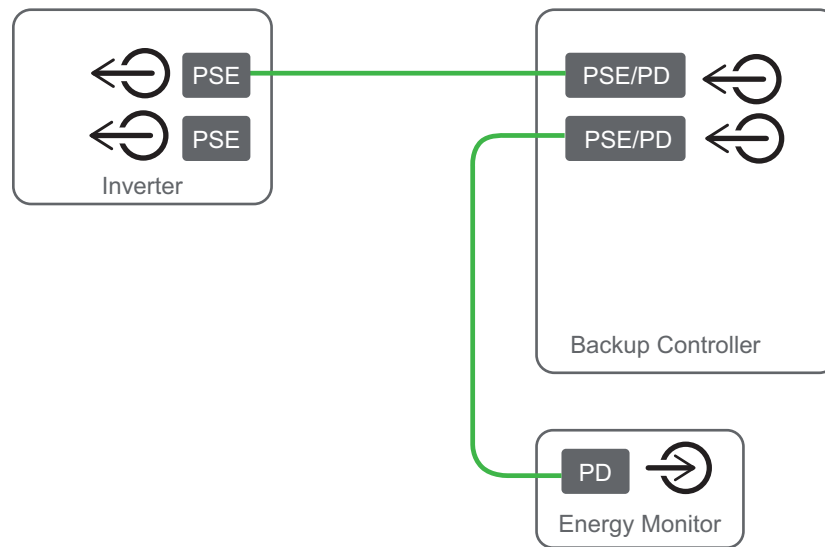 PSE
PSE/PD
PSE
PSE/PD
Inverter
Backup Controller
PD
Energy Monitor